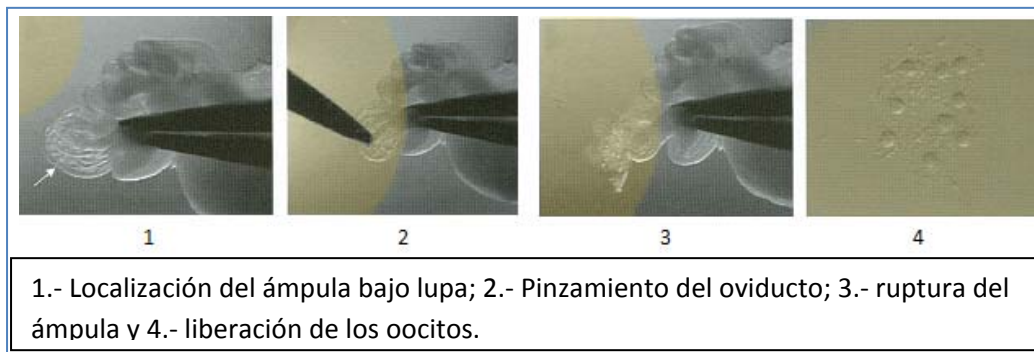 1 2 3 4
1.- Localización del ámpula bajo lupa; 2.- Pinzamiento del oviducto; 3.- ruptura del
ámpula y 4.- liberación de los oocitos.